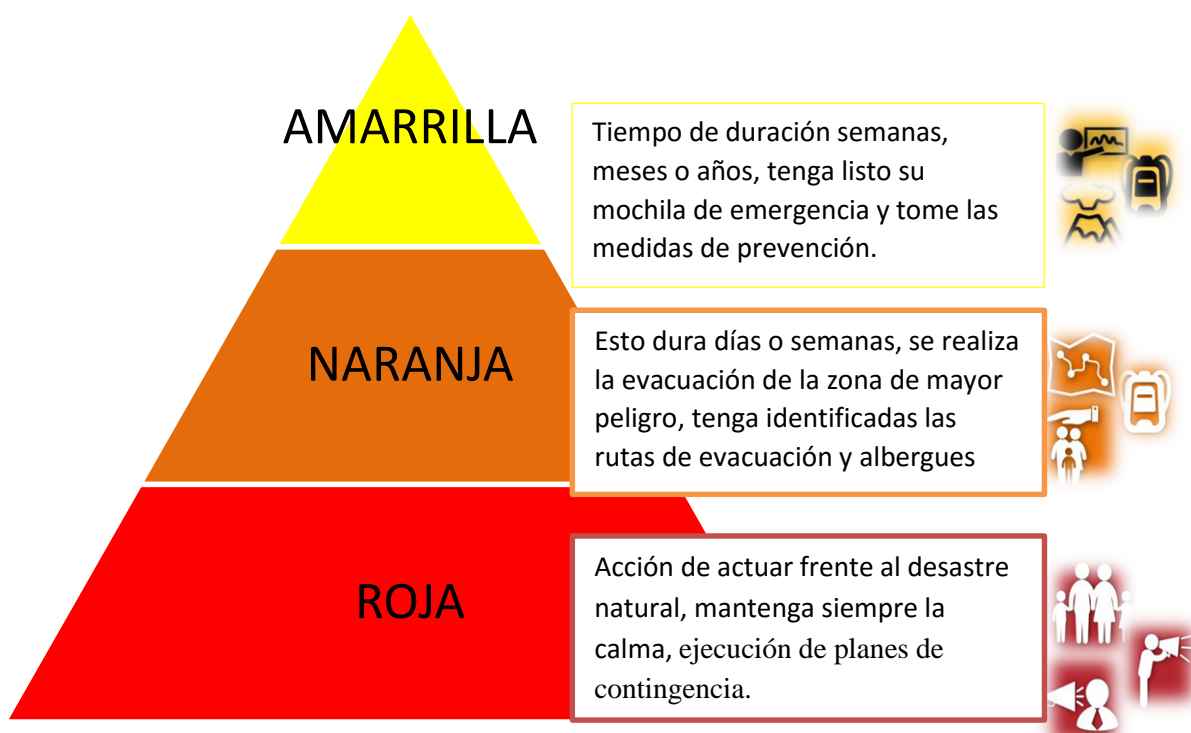 AMARRILLA
Tiempo de duración semanas,
meses o años, tenga listo su
mochila de emergencia y tome las
medidas de prevención.
NARANJA
Esto dura días o semanas, se realiza
la evacuación de la zona de mayor
peligro, tenga identificadas las
rutas de evacuación y albergues
ROJA
Acción de actuar frente al desastre
natural, mantenga siempre la
calma, ejecución de planes de
contingencia.